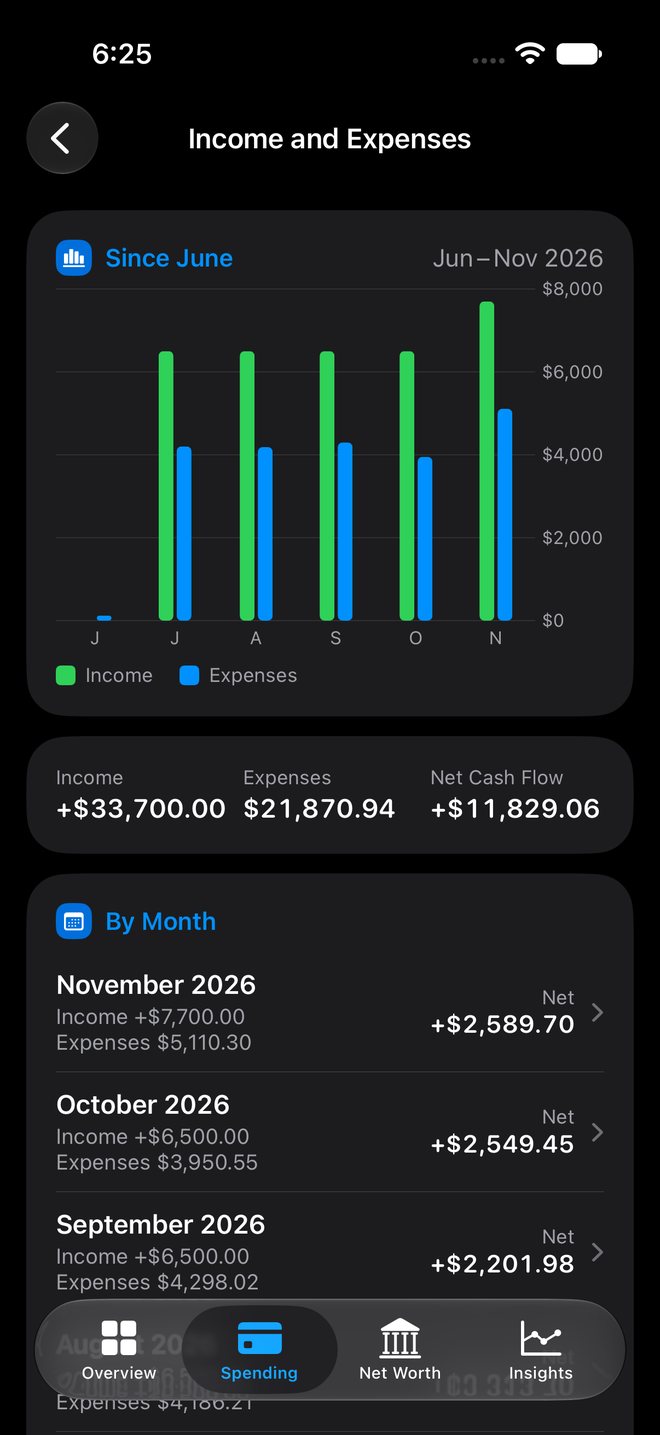 6:25
Income and Expenses
Since June
Jun – Nov 2026
$8,000
$6,000
$4,000
$2,000
$0
J J A S O N
Income Expenses
Income Expenses Net Cash Flow
+$33,700.00 $21,870.94 +$11,829.06
By Month
November 2026
Income +$7,700.00
Expenses $5,110.30
Net
+$2,589.70
October 2026
Income +$6,500.00
Expenses $3,950.55
Net
+$2,549.45
September 2026
Income +$6,500.00
Expenses $4,298.02
Net
+$2,201.98
August 2026
Overview Spending Net Worth Insights
Expenses $4,186.21